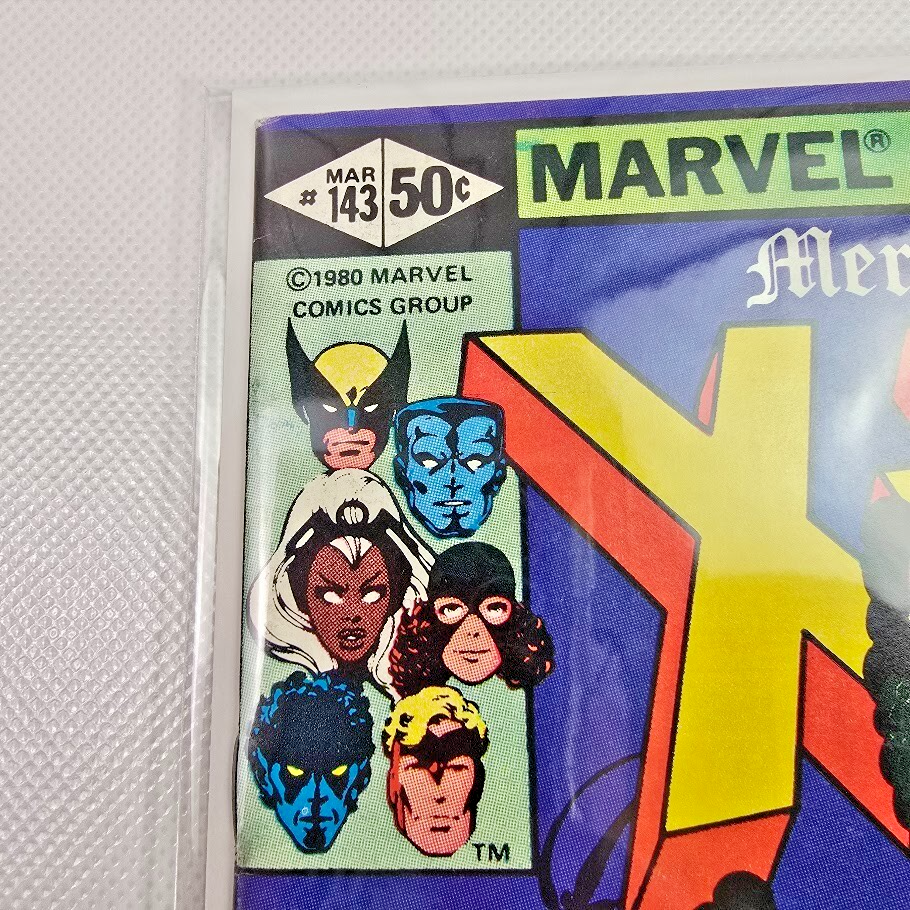 MAR
# 143 50¢
MARVEL®
©1980 MARVEL
COMICS GROUP
TM